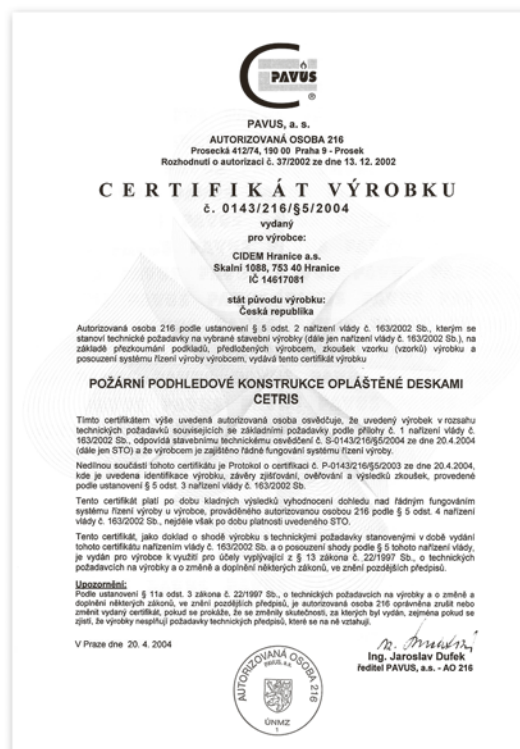 PAVÚS
®
PAVUS, a. s.
AUTORIZOVANÁ OSOBA 216
Prosecká 412/74, 190 00 Praha 9 - Prosek
Rozhodnutí o autorizaci č. 37/2002 ze dne 13. 12. 2002
CERTIFIKÁT VÝROBKU
č. 0143/216/§5/2004
vydaný
pro výrobce:
CIDEM Hranice a.s.
Skalní 1088, 753 40 Hranice
IČ 14617081
stát původu výrobku:
Česká republika
Autorizovaná osoba 216 podle ustanovení § 5 odst. 2 nařízení vlády č. 163/2002 Sb., kterým se
stanoví technické požadavky na vybrané stavební výrobky (dále jen nařízení vlády č. 163/2002 Sb.), na
základě přezkoumání podkladů, předložených výrobcem, zkoušek vzorku (vzorků) výrobku a
posouzení systému řízení výroby výrobcem, vydává tento certifikát výrobku
POŽÁRNÍ PODHLEDOVÉ KONSTRUKCE OPLÁŠTĚNÉ DESKAMI
CETRIS
Tímto certifikátem výše uvedená autorizovaná osoba osvědčuje, že uvedený výrobek v rozsahu
technických požadavků souvisejících se základními požadavky podle přílohy č. 1 nařízení vlády č.
163/2002 Sb., odpovídá stavebnímu technickému osvědčení č. S-0143/216/§5/2004 ze dne 20.4.2004
(dále jen STO) a že výrobcem je zajištěno řádné fungování systému řízení výroby.
Nedílnou součástí tohoto certifikátu je Protokol o certifikaci č. P-0143/216/§5/2003 ze dne 20.4.2004,
kde je uvedena identifikace výrobku, závěry zjišťování, ověřování a výsledků zkoušek, provedené
podle ustanovení § 5 odst. 3 nařízení vlády č. 163/2002 Sb.
Tento certifikát platí po dobu kladných výsledků vyhodnocení dohledu nad řádným fungováním
systému řízení výroby u výrobce, prováděného autorizovanou osobou 216 podle § 5 odst. 4 nařízení
vlády č. 163/2002 Sb., nejdéle však po dobu platnosti uvedeného STO.
Tento certifikát, jako doklad o shodě výrobku s technickými požadavky stanovenými v době vydání
tohoto certifikátu nařízením vlády č. 163/2002 Sb. a o posouzení shody podle § 5 tohoto nařízení vlády,
je vydán pro výrobce k využití pro účely vyplývající z § 13 zákona č. 22/1997 Sb., o technických
požadavcích na výrobky a o změně a doplnění některých zákonů, ve znění pozdějších předpisů.
Upozornění:
Podle ustanovení § 11a odst. 3 zákona č. 22/1997 Sb., o technických požadavcích na výrobky a o změně a
doplnění některých zákonů, ve znění pozdějších předpisů, je autorizovaná osoba 216 oprávněna zrušit nebo
změnit vydaný certifikát, pokud se prokáže, že se změnily skutečnosti, za kterých byl vydán, zejména pokud se
zjistí, že výrobky nesplňují požadavky technických předpisů, které se na ně vztahují.
V Praze dne 20. 4. 2004
Ing. Jaroslav Dufek
ředitel PAVUS, a.s. - AO 216
AUTORIZOVANÁ OSOBA 216
PAVUS, a.s.
ÚNMZ
1